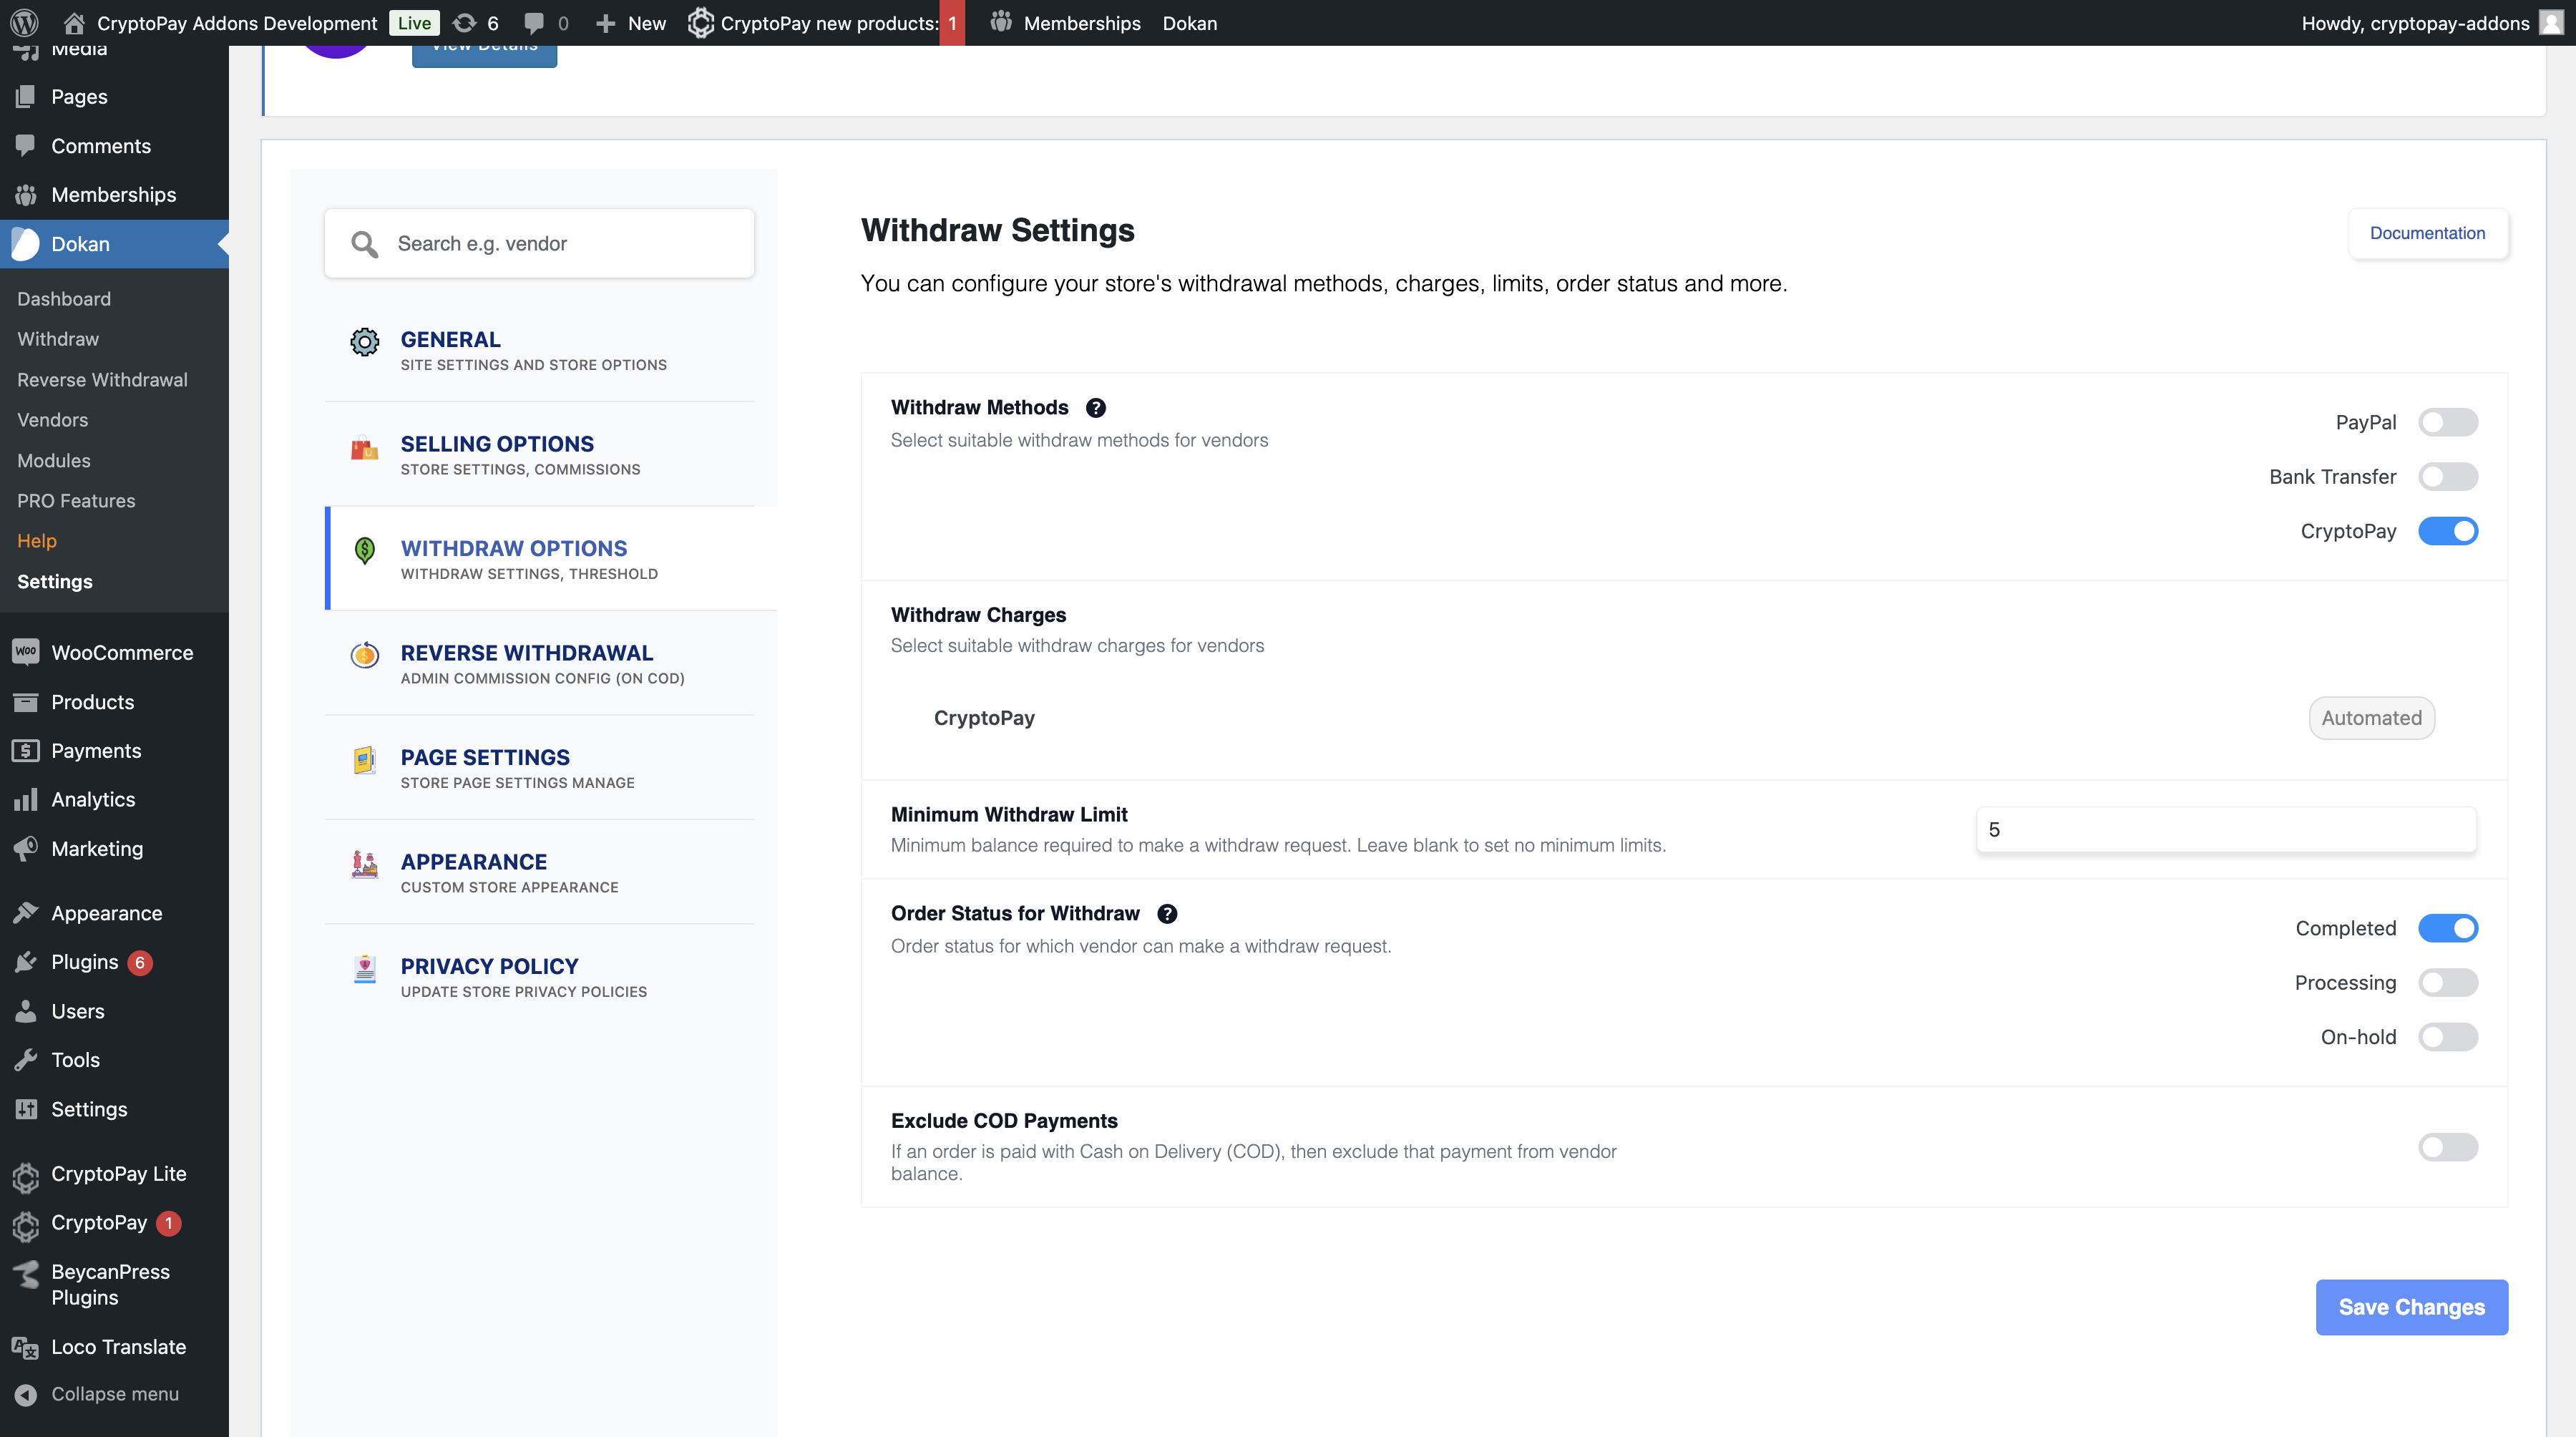 CryptoPay Addons Development Live 6 0 New CryptoPay new products: 1 Memberships Dokan Howdy, cryptopay-addons
Media
Pages
Comments
Memberships
Dokan
Dashboard
Withdraw
Reverse Withdrawal
Vendors
Modules
PRO Features
Help
Settings
WooCommerce
Products
Payments
Analytics
Marketing
Appearance
Plugins 6
Users
Tools
Settings
CryptoPay Lite
CryptoPay 1
BeycanPress
Plugins
Loco Translate
Collapse menu
View Details
Search e.g. vendor
GENERAL
SITE SETTINGS AND STORE OPTIONS
SELLING OPTIONS
STORE SETTINGS, COMMISSIONS
WITHDRAW OPTIONS
WITHDRAW SETTINGS, THRESHOLD
REVERSE WITHDRAWAL
ADMIN COMMISSION CONFIG (ON COD)
PAGE SETTINGS
STORE PAGE SETTINGS MANAGE
APPEARANCE
CUSTOM STORE APPEARANCE
PRIVACY POLICY
UPDATE STORE PRIVACY POLICIES
Withdraw Settings
Documentation
You can configure your store's withdrawal methods, charges, limits, order status and more.
Withdraw Methods ?
Select suitable withdraw methods for vendors
PayPal
Bank Transfer
CryptoPay
Withdraw Charges
Select suitable withdraw charges for vendors
CryptoPay Automated
Minimum Withdraw Limit
Minimum balance required to make a withdraw request. Leave blank to set no minimum limits.
5
Order Status for Withdraw ?
Order status for which vendor can make a withdraw request.
Completed
Processing
On-hold
Exclude COD Payments
If an order is paid with Cash on Delivery (COD), then exclude that payment from vendor
balance.
Save Changes